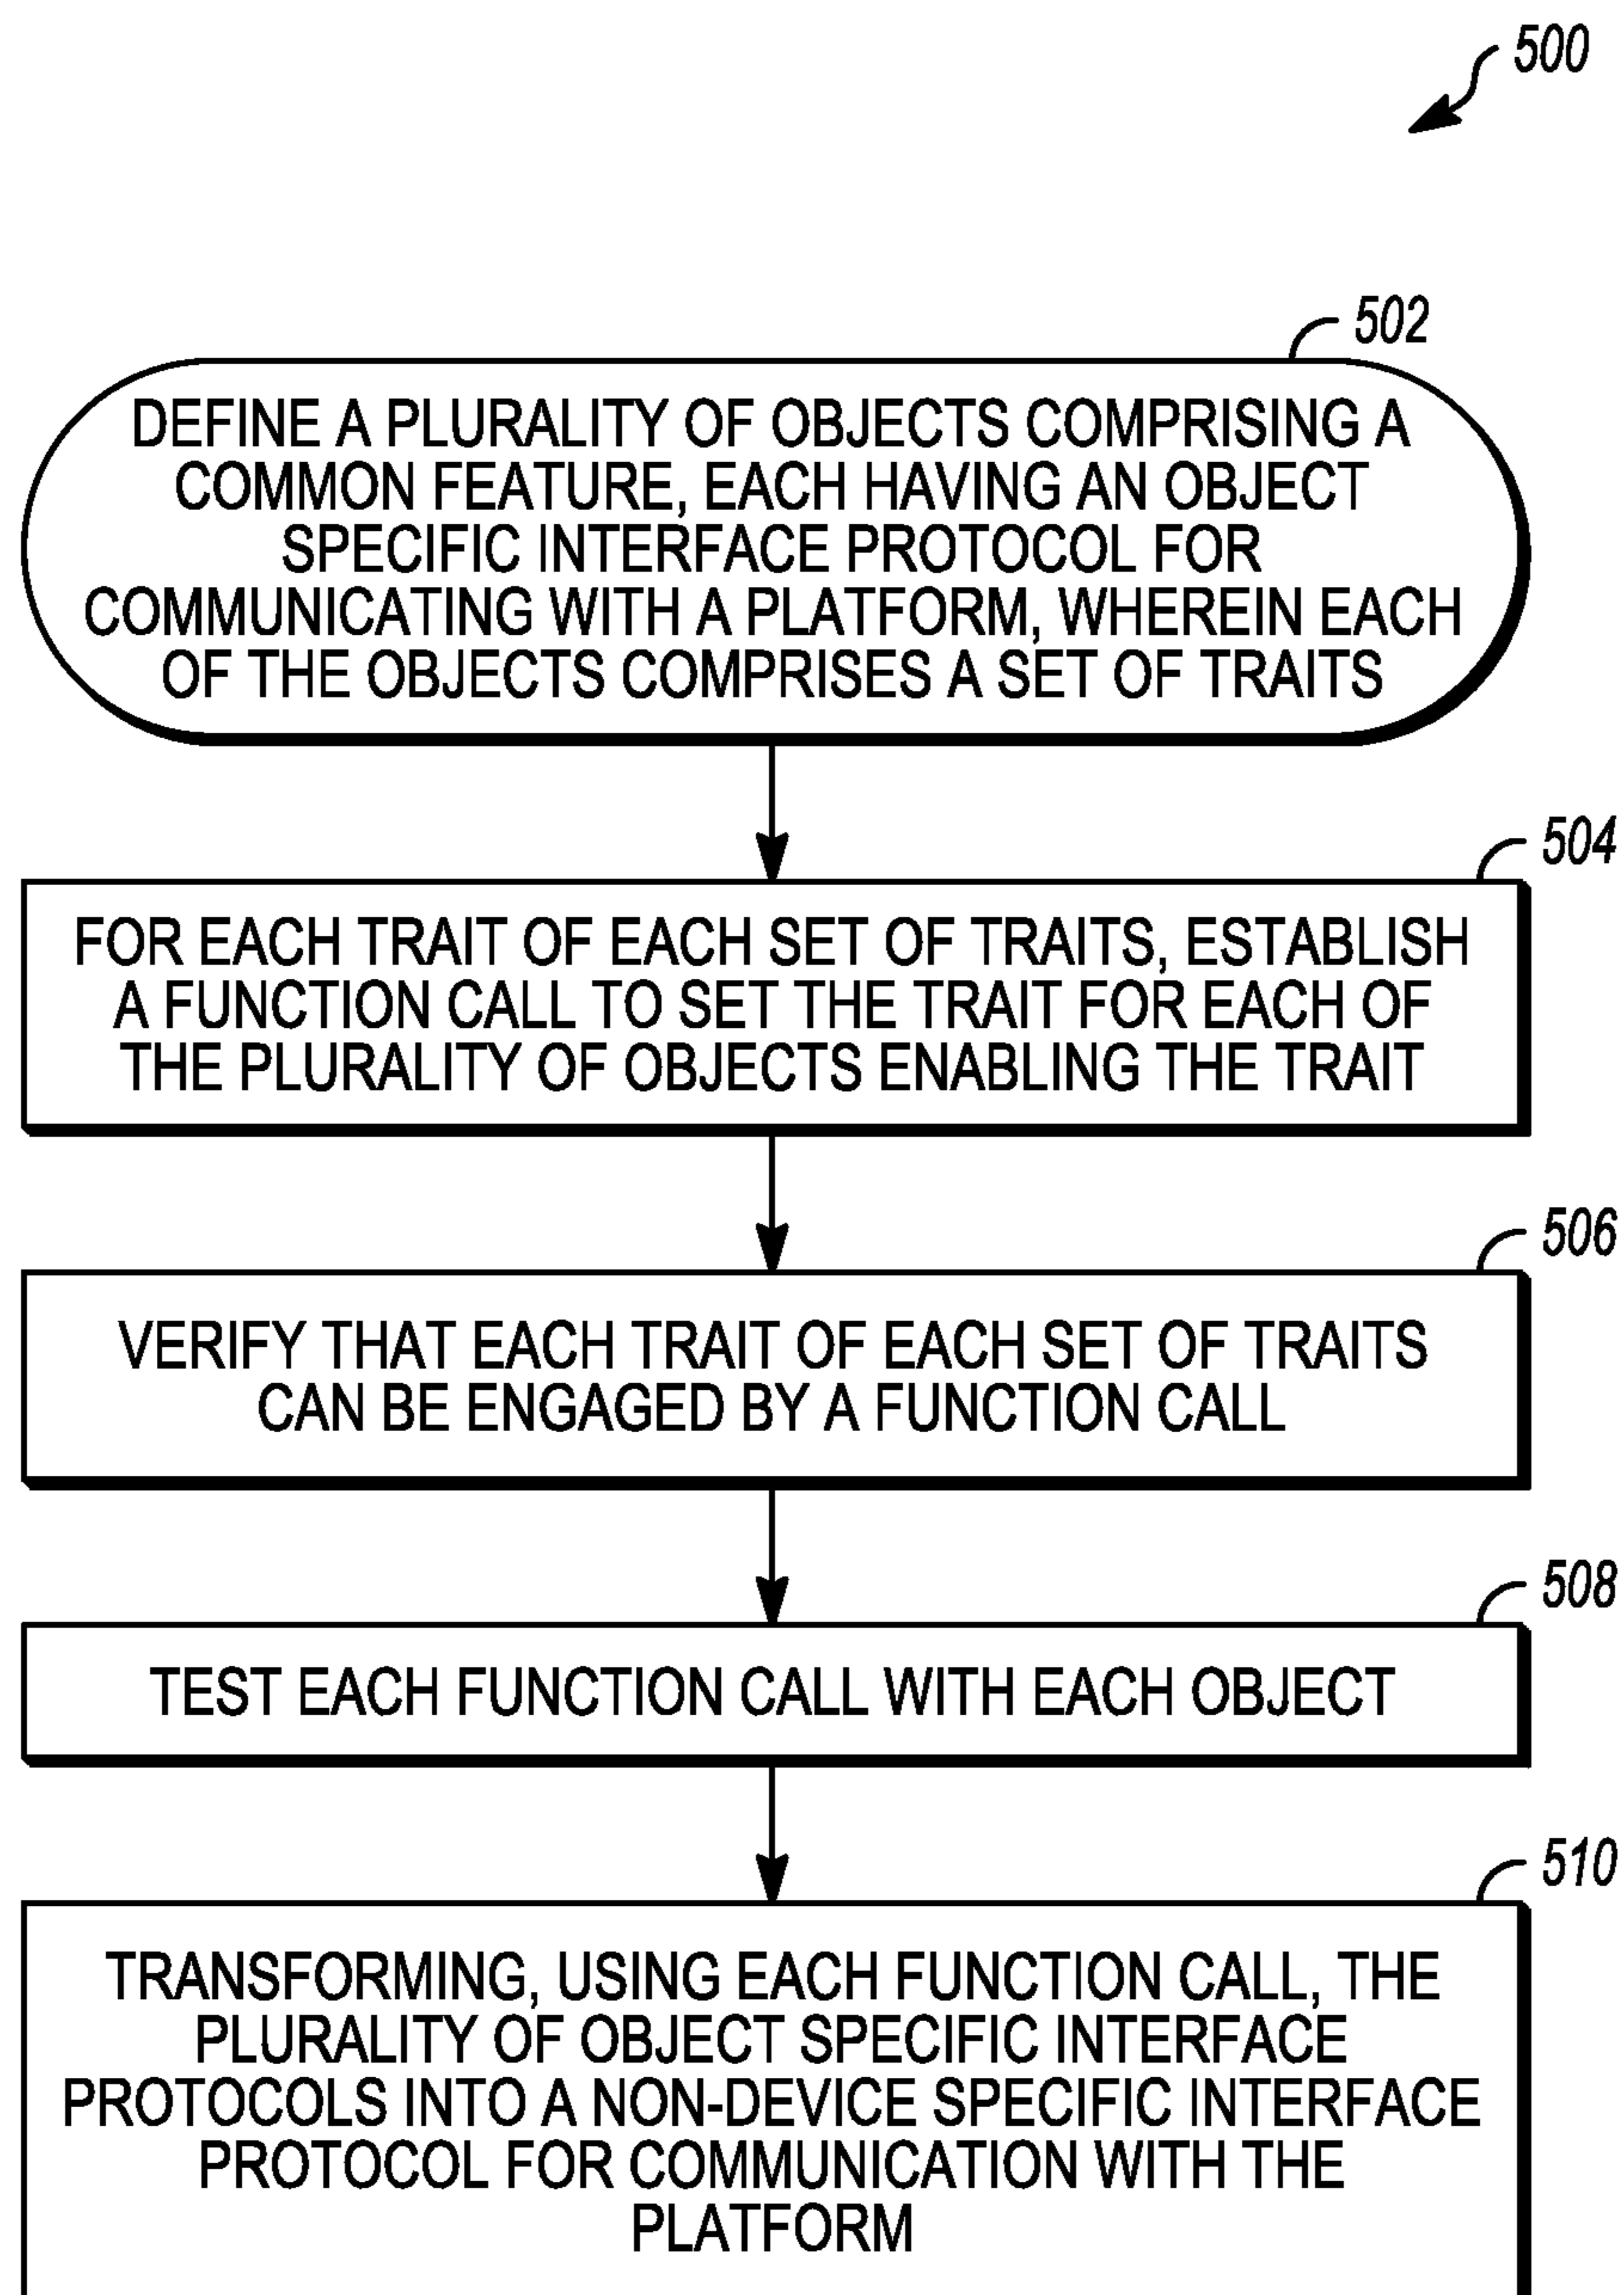 500
502
DEFINE A PLURALITY OF OBJECTS COMPRISING A
COMMON FEATURE, EACH HAVING AN OBJECT
SPECIFIC INTERFACE PROTOCOL FOR
COMMUNICATING WITH A PLATFORM, WHEREIN EACH
OF THE OBJECTS COMPRISES A SET OF TRAITS
504
FOR EACH TRAIT OF EACH SET OF TRAITS, ESTABLISH
A FUNCTION CALL TO SET THE TRAIT FOR EACH OF
THE PLURALITY OF OBJECTS ENABLING THE TRAIT
506
VERIFY THAT EACH TRAIT OF EACH SET OF TRAITS
CAN BE ENGAGED BY A FUNCTION CALL
508
TEST EACH FUNCTION CALL WITH EACH OBJECT
510
TRANSFORMING, USING EACH FUNCTION CALL, THE
PLURALITY OF OBJECT SPECIFIC INTERFACE
PROTOCOLS INTO A NON-DEVICE SPECIFIC INTERFACE
PROTOCOL FOR COMMUNICATION WITH THE
PLATFORM